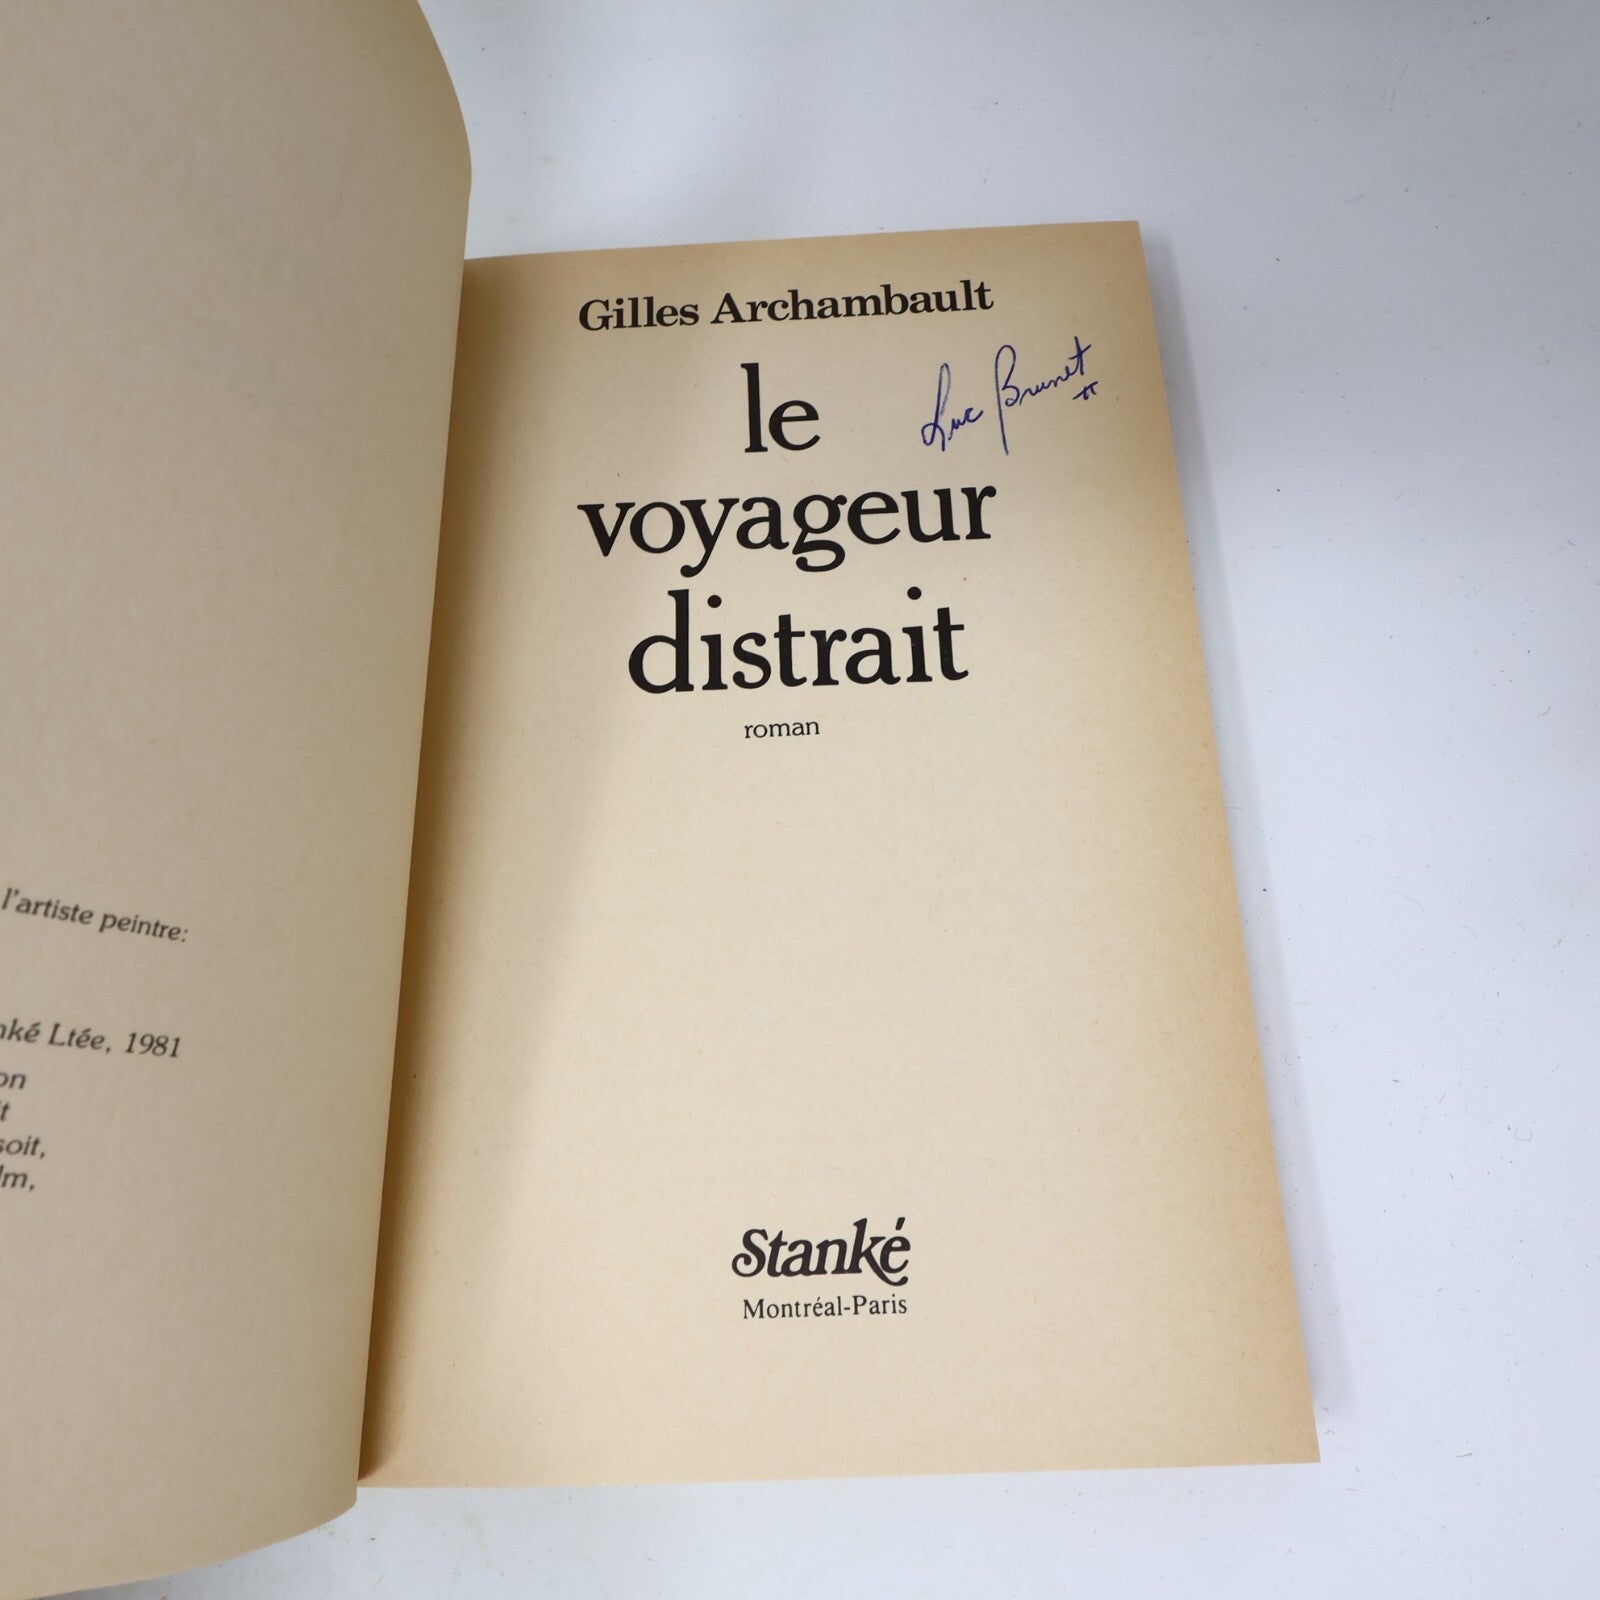 l'artiste peintre:
nké Ltée, 1981
on
it
soit,
lm,
Gilles Archambault
Luc Brunet
le
voyageur
distrait
roman
Stanké
Montréal-Paris